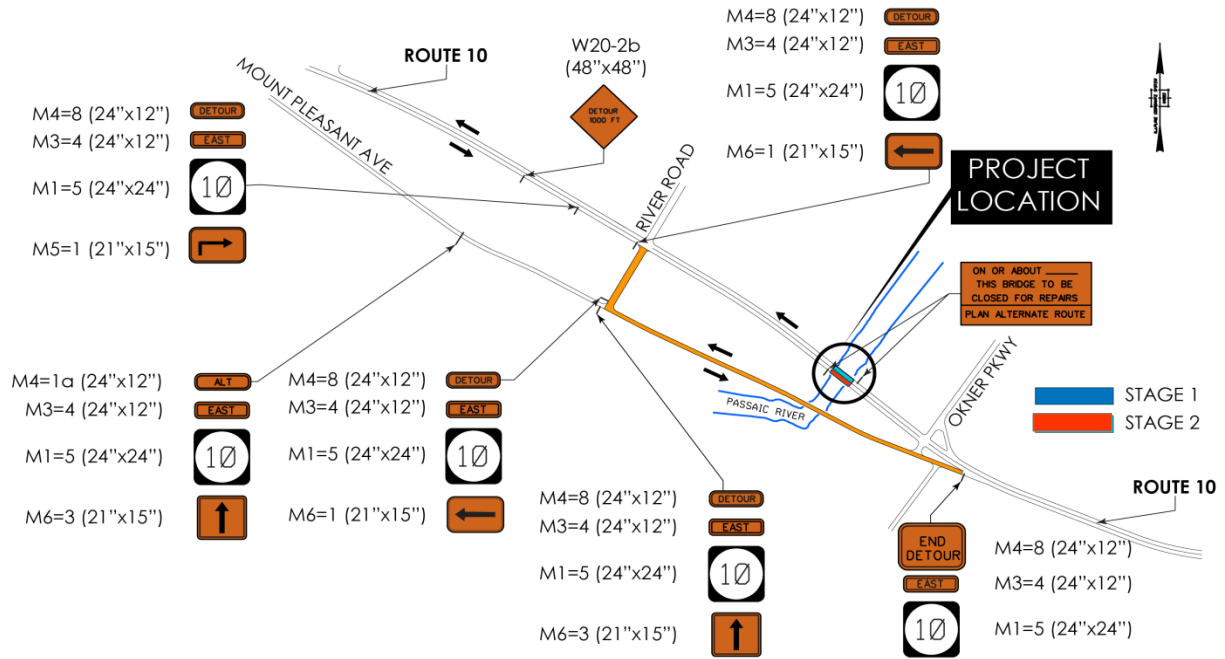 M4=8 (24"x12")
DETOUR
M3=4 (24"x12")
EAST
M1=5 (24"x24")
10
M6=1 (21"x15")
W20-2b
(48"x48")
DETOUR
1000 FT
ROUTE 10
MOUNT PLEASANT AVE
RIVER ROAD
M4=8 (24"x12")
DETOUR
M3=4 (24"x12")
EAST
M1=5 (24"x24")
10
M5=1 (21"x15")
PROJECT
LOCATION
ON OR ABOUT ____
THIS BRIDGE TO BE
CLOSED FOR REPAIRS
PLAN ALTERNATE ROUTE
OKNER PKWY
PASSAIC RIVER
STAGE 1
STAGE 2
M4=1a (24"x12")
ALT
M3=4 (24"x12")
EAST
M1=5 (24"x24")
10
M6=3 (21"x15")
M4=8 (24"x12")
DETOUR
M3=4 (24"x12")
EAST
M1=5 (24"x24")
10
M6=1 (21"x15")
M4=8 (24"x12")
DETOUR
M3=4 (24"x12")
EAST
M1=5 (24"x24")
10
M6=3 (21"x15")
ROUTE 10
END
DETOUR
M4=8 (24"x12")
EAST
M3=4 (24"x12")
10
M1=5 (24"x24")